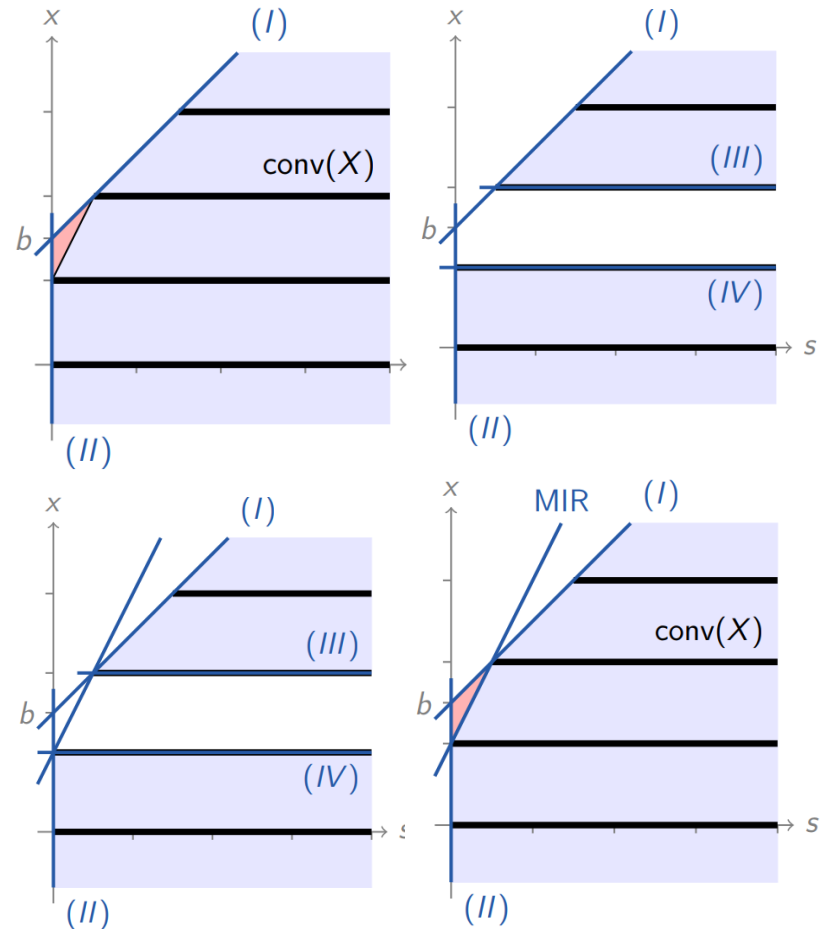 x
(I)
conv(X)
b
(II)
x
(I)
(III)
b
(IV)
s
(II)
x
(I)
(III)
b
(IV)
s
(II)
x
MIR
(I)
conv(X)
b
s
(II)